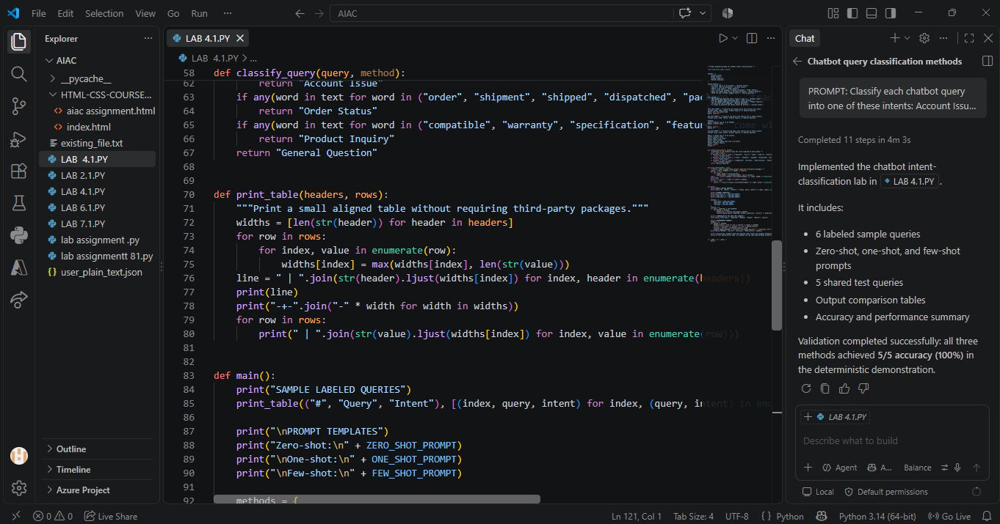 File Edit Selection View Go Run ··· AIAC
Explorer ···
AIAC
__pycache__
HTML-CSS-COURSE...
aiac assignment.html
index.html
existing_file.txt
LAB  4.1.PY
LAB 2.1.PY
LAB 4.1.PY
LAB 6.1.PY
LAB 7.1.PY
lab assignment .py
lab assignmentt 81.py
user_plain_text.json
Outline
Timeline
Azure Project
LAB  4.1.PY
LAB  4.1.PY > ...
58 def classify_query(query, method):
62 return "Account Issue"
63 if any(word in text for word in ("order", "shipment", "shipped", "dispatched", "pac
64 return "Order Status"
65 if any(word in text for word in ("compatible", "warranty", "specification", "featur come wi
66 return "Product Inquiry"
67 return "General Question"
68
69
70 def print_table(headers, rows):
71 """Print a small aligned table without requiring third-party packages."""
72 widths = [len(str(header)) for header in headers]
73 for row in rows:
74 for index, value in enumerate(row):
75 widths[index] = max(widths[index], len(str(value)))
76 line = " | ".join(str(header).ljust(widths[index]) for index, header in enumerate(headers))
77 print(line)
78 print("-+-".join("-" * width for width in widths))
79 for row in rows:
80 print(" | ".join(str(value).ljust(widths[index]) for index, value in enumerate(row)))
81
82
83 def main():
84 print("SAMPLE LABELED QUERIES")
85 print_table(("#", "Query", "Intent"), [(index, query, intent) for index, (query, intent) in enu
86
87 print("\nPROMPT TEMPLATES")
88 print("Zero-shot:\n" + ZERO_SHOT_PROMPT)
89 print("\nOne-shot:\n" + ONE_SHOT_PROMPT)
90 print("\nFew-shot:\n" + FEW_SHOT_PROMPT)
91
92 methods = {
Chat
Chatbot query classification methods
PROMPT: Classify each chatbot query
into one of these intents: Account Issu...
Completed 11 steps in 4m 3s
Implemented the chatbot intent-
classification lab in LAB 4.1.PY.
It includes:
• 6 labeled sample queries
• Zero-shot, one-shot, and few-shot
prompts
• 5 shared test queries
• Output comparison tables
• Accuracy and performance summary
Validation completed successfully: all three
methods achieved 5/5 accuracy (100%) in
the deterministic demonstration.
LAB 4.1.PY
Describe what to build
Agent A... Balance
Local Default permissions
0 0 Live Share Ln 121, Col 1 Tab Size: 4 UTF-8 { } Python Python 3.14 (64-bit) Go Live